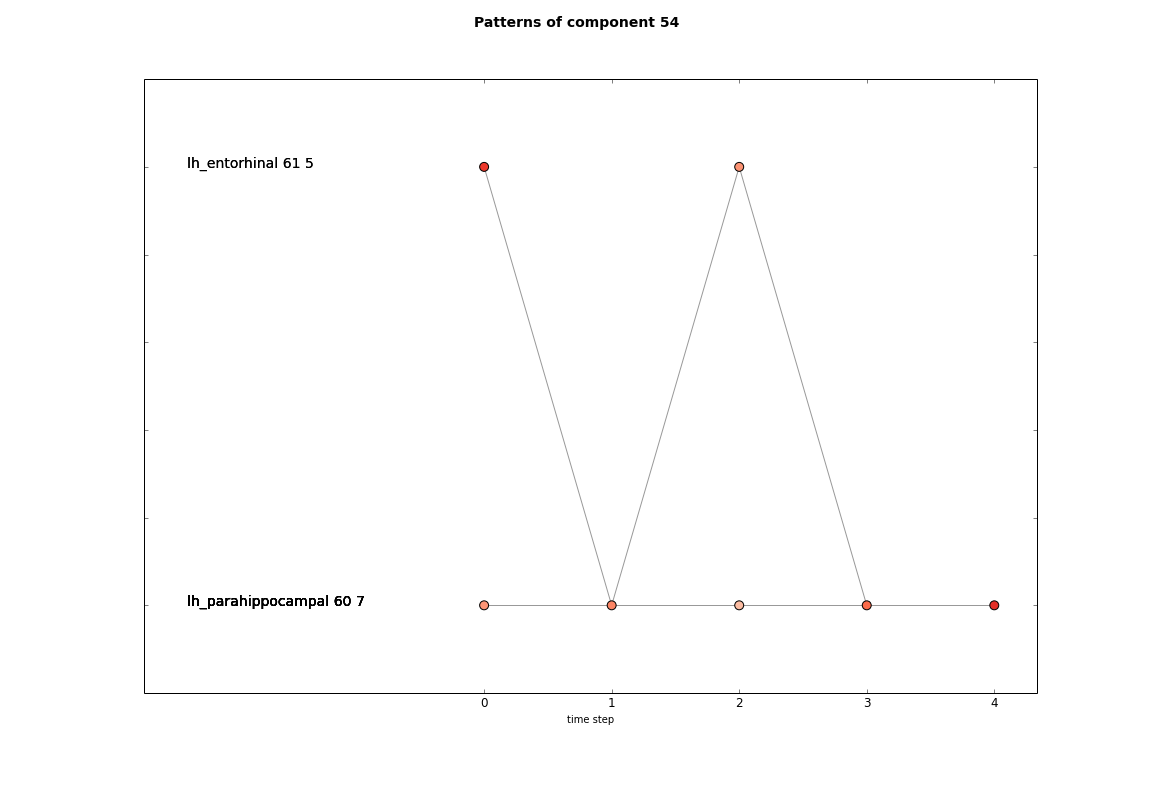 Patterns of component 54
lh_entorhinal 61 5
lh_parahippocampal 60 7
0 1 2 3 4
time step